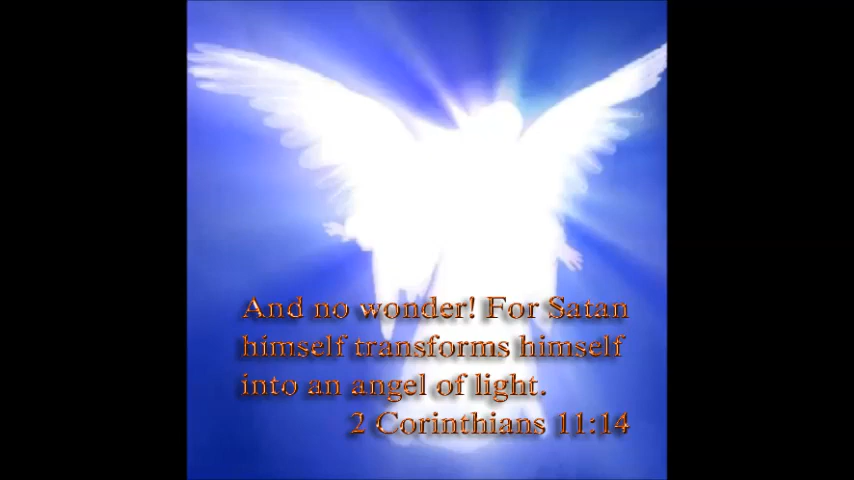 And no wonder! For Satan
himself transforms himself
into an angel of light.
2 Corinthians 11:14